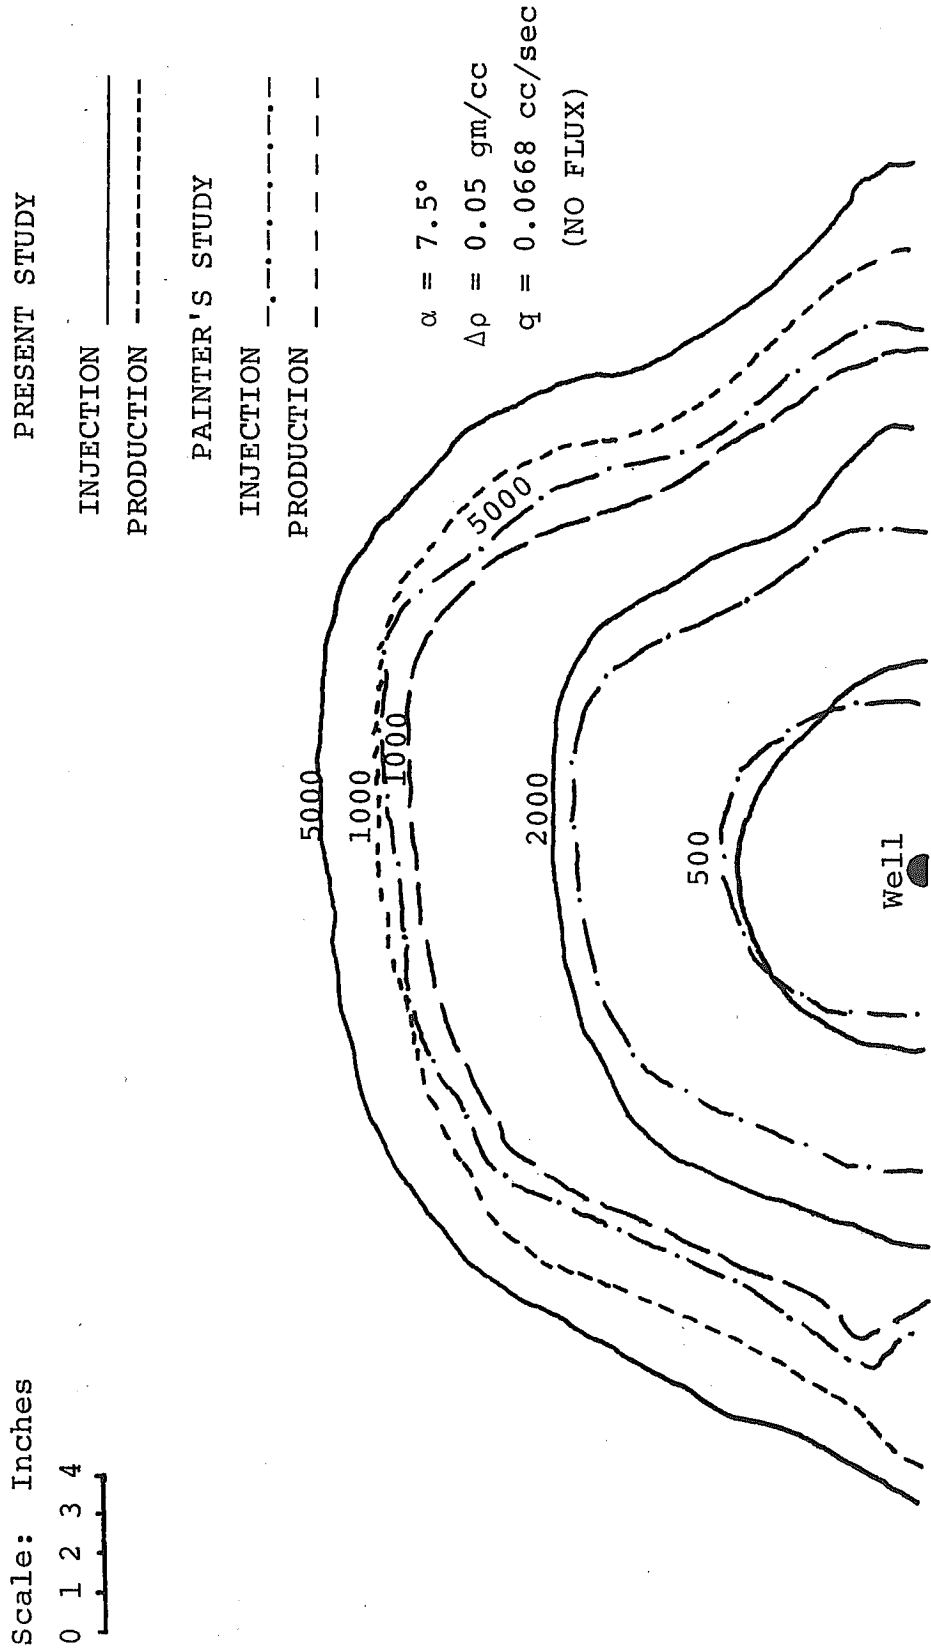 Scale: Inches
0 1 2 3 4
PRESENT STUDY
INJECTION
PRODUCTION
PAINTER'S STUDY
INJECTION
PRODUCTION
α = 7.5°
Δρ = 0.05 gm/cc
q = 0.0668 cc/sec
(NO FLUX)
5000
1000
1000
5000
2000
500
Well